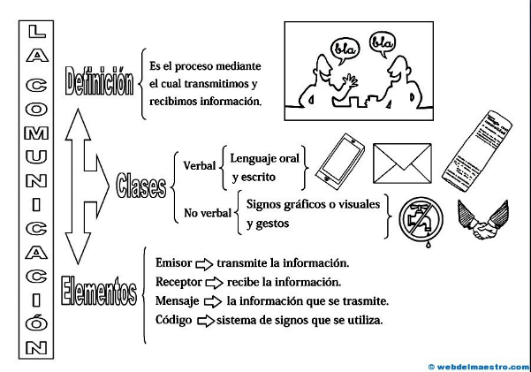 LA COMUNICACIÓN
Definición
Es el proceso mediante
el cual transmitimos y
recibimos información.
bla
bla
Clases
Verbal
Lenguaje oral
y escrito
No verbal
Signos gráficos o visuales
y gestos
Elementos
Emisor transmite la información.
Receptor recibe la información.
Mensaje la información que se trasmite.
Código sistema de signos que se utiliza.
© webdelmaestro.com